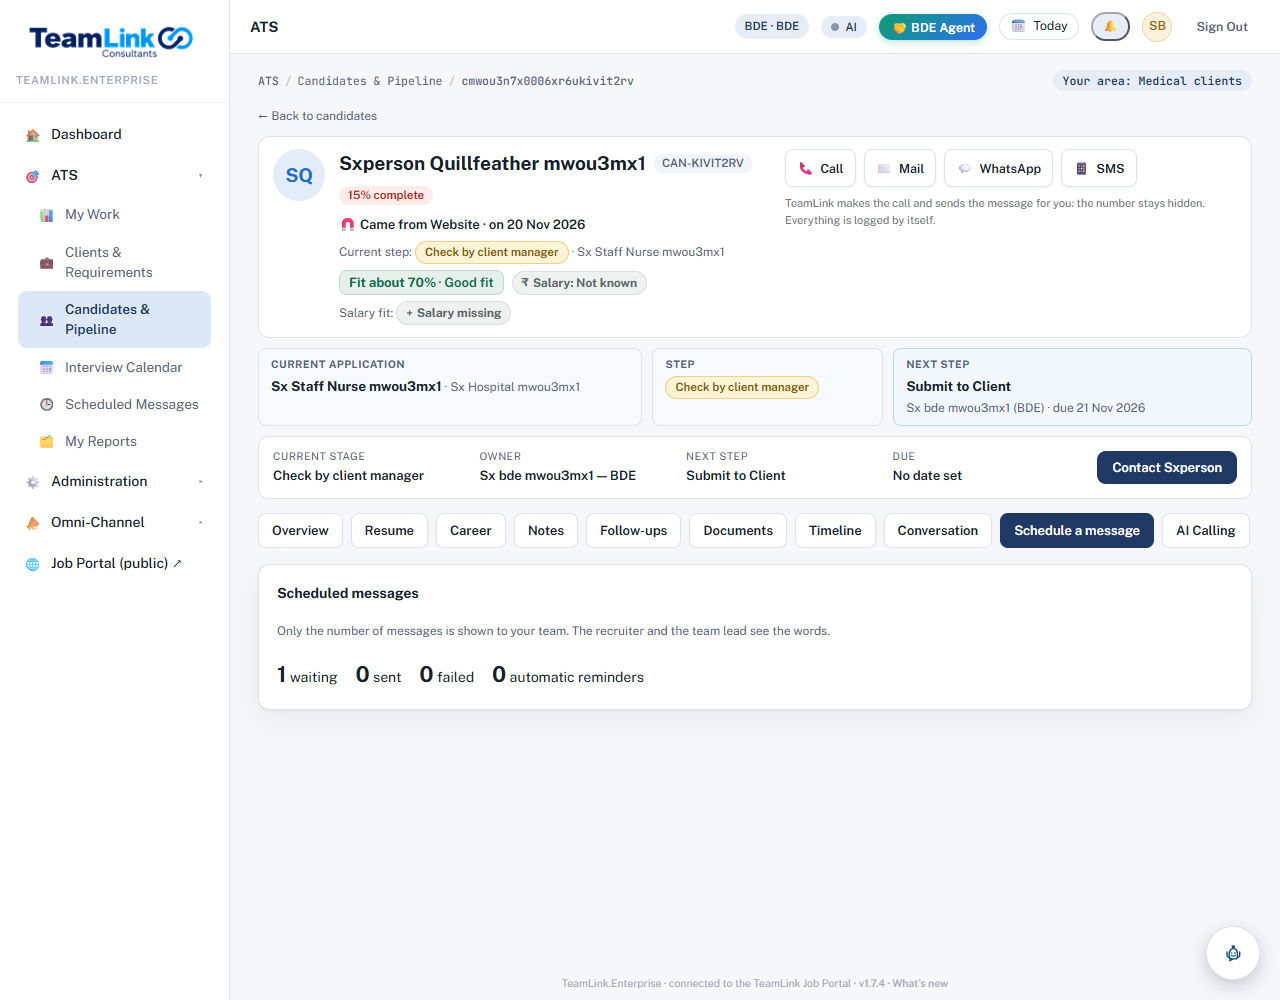 TeamLink
Consultants
TEAMLINK.ENTERPRISE
Dashboard
ATS
My Work
Clients &
Requirements
Candidates &
Pipeline
Interview Calendar
Scheduled Messages
My Reports
Administration
Omni-Channel
Job Portal (public) ↗
ATS
BDE · BDE
AI
BDE Agent
Today
SB
Sign Out
ATS / Candidates & Pipeline / cmwou3n7x0006xr6ukivit2rv
Your area: Medical clients
← Back to candidates
SQ
Sxperson Quillfeather mwou3mx1 CAN-KIVIT2RV
15% complete
Came from Website · on 20 Nov 2026
Current step: Check by client manager · Sx Staff Nurse mwou3mx1
Fit about 70% · Good fit
₹ Salary: Not known
Salary fit: + Salary missing
Call
Mail
WhatsApp
SMS
TeamLink makes the call and sends the message for you: the number stays hidden.
Everything is logged by itself.
CURRENT APPLICATION
Sx Staff Nurse mwou3mx1 · Sx Hospital mwou3mx1
STEP
Check by client manager
NEXT STEP
Submit to Client
Sx bde mwou3mx1 (BDE) · due 21 Nov 2026
CURRENT STAGE
Check by client manager
OWNER
Sx bde mwou3mx1 — BDE
NEXT STEP
Submit to Client
DUE
No date set
Contact Sxperson
Overview
Resume
Career
Notes
Follow-ups
Documents
Timeline
Conversation
Schedule a message
AI Calling
Scheduled messages
Only the number of messages is shown to your team. The recruiter and the team lead see the words.
1 waiting 0 sent 0 failed 0 automatic reminders
TeamLink.Enterprise · connected to the TeamLink Job Portal · v1.7.4 · What's new